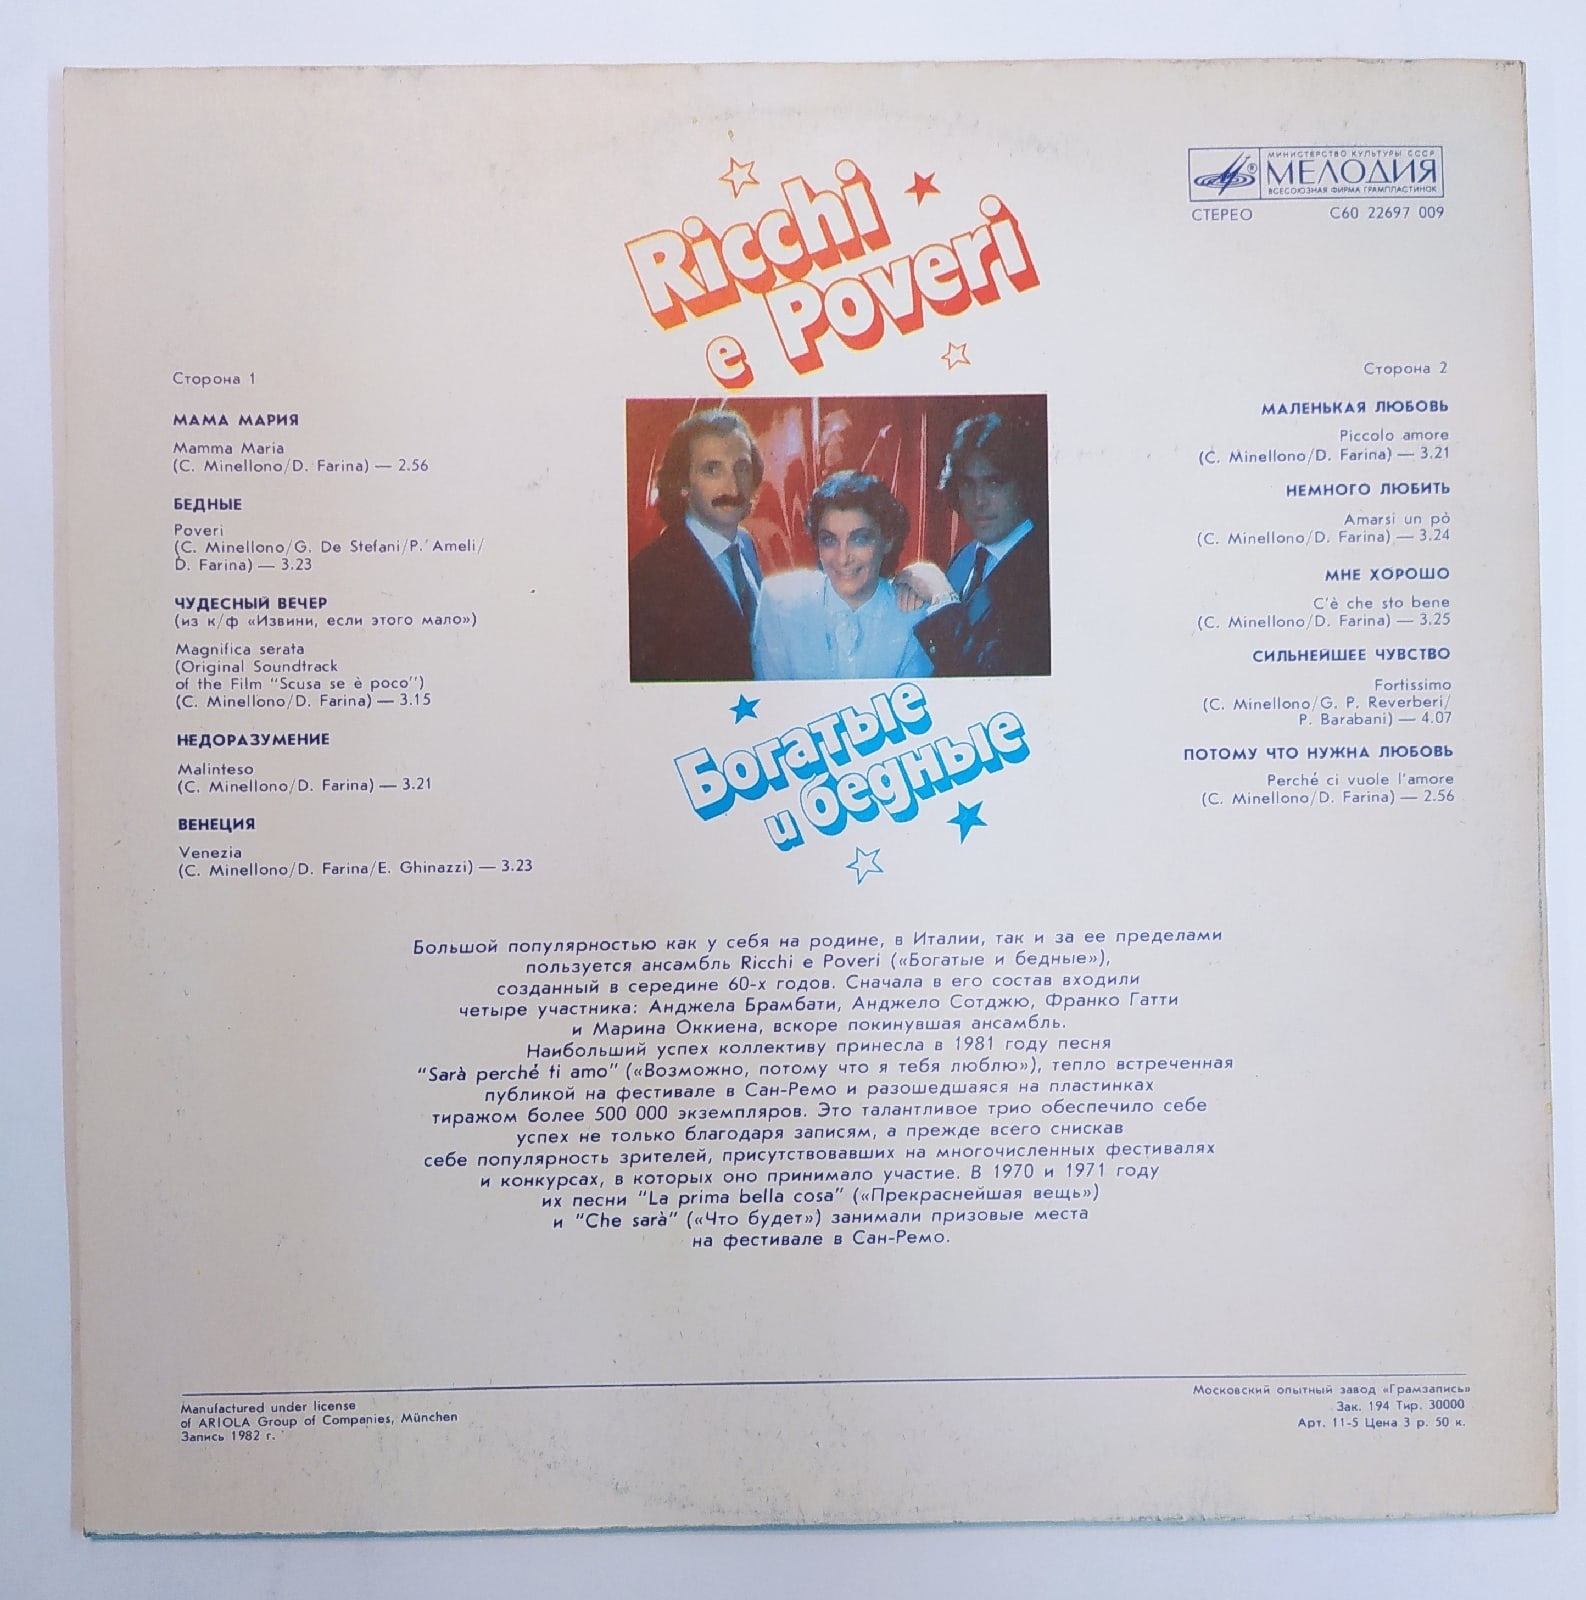 Ricchi
e Poveri
МИНИСТЕРСТВО КУЛЬТУРЫ СССР
МЕЛОДИЯ
ВСЕСОЮЗНАЯ ФИРМА ГРАМПЛАСТИНОК
СТЕРЕО С60 22697 009
Сторона 1
МАМА МАРИЯ
Mamma Maria
(C. Minellono/D. Farina) — 2.56
БЕДНЫЕ
Poveri
(C. Minellono/G. De Stefani/P. Ameli/
D. Farina) — 3.23
ЧУДЕСНЫЙ ВЕЧЕР
(из к/ф «Извини, если этого мало»)
Magnifica serata
(Original Soundtrack
of the Film "Scusa se è poco")
(C. Minellono/D. Farina) — 3.15
НЕДОРАЗУМЕНИЕ
Malinteso
(C. Minellono/D. Farina) — 3.21
ВЕНЕЦИЯ
Venezia
(C. Minellono/D. Farina/E. Ghinazzi) — 3.23
Сторона 2
МАЛЕНЬКАЯ ЛЮБОВЬ
Piccolo amore
(C. Minellono/D. Farina) — 3.21
НЕМНОГО ЛЮБИТЬ
Amarsi un pò
(C. Minellono/D. Farina) — 3.24
МНЕ ХОРОШО
C'è che sto bene
(C. Minellono/D. Farina) — 3.25
СИЛЬНЕЙШЕЕ ЧУВСТВО
Fortissimo
(C. Minellono/G. P. Reverberi/
P. Barabani) — 4.07
ПОТОМУ ЧТО НУЖНА ЛЮБОВЬ
Perché ci vuole l'amore
(C. Minellono/D. Farina) — 2.56
Богатые
и бедные
Большой популярностью как у себя на родине, в Италии, так и за ее пределами
пользуется ансамбль Ricchi e Poveri («Богатые и бедные»),
созданный в середине 60-х годов. Сначала в его состав входили
четыре участника: Анджела Брамбати, Анджело Сотджю, Франко Гатти
и Марина Оккиена, вскоре покинувшая ансамбль.
Наибольший успех коллективу принесла в 1981 году песня
"Sarà perché ti amo" («Возможно, потому что я тебя люблю»), тепло встреченная
публикой на фестивале в Сан-Ремо и разошедшаяся на пластинках
тиражом более 500 000 экземпляров. Это талантливое трио обеспечило себе
успех не только благодаря записям, а прежде всего снискав
себе популярность зрителей, присутствовавших на многочисленных фестивалях
и конкурсах, в которых оно принимало участие. В 1970 и 1971 году
их песни "La prima bella cosa" («Прекраснейшая вещь»)
и "Che sarà" («Что будет») занимали призовые места
на фестивале в Сан-Ремо.
Manufactured under license
of ARIOLA Group of Companies, München
Запись 1982 г.
Московский опытный завод «Грамзапись»
Зак. 194 Тир. 30000
Арт. 11-5 Цена 3 р. 50 к.